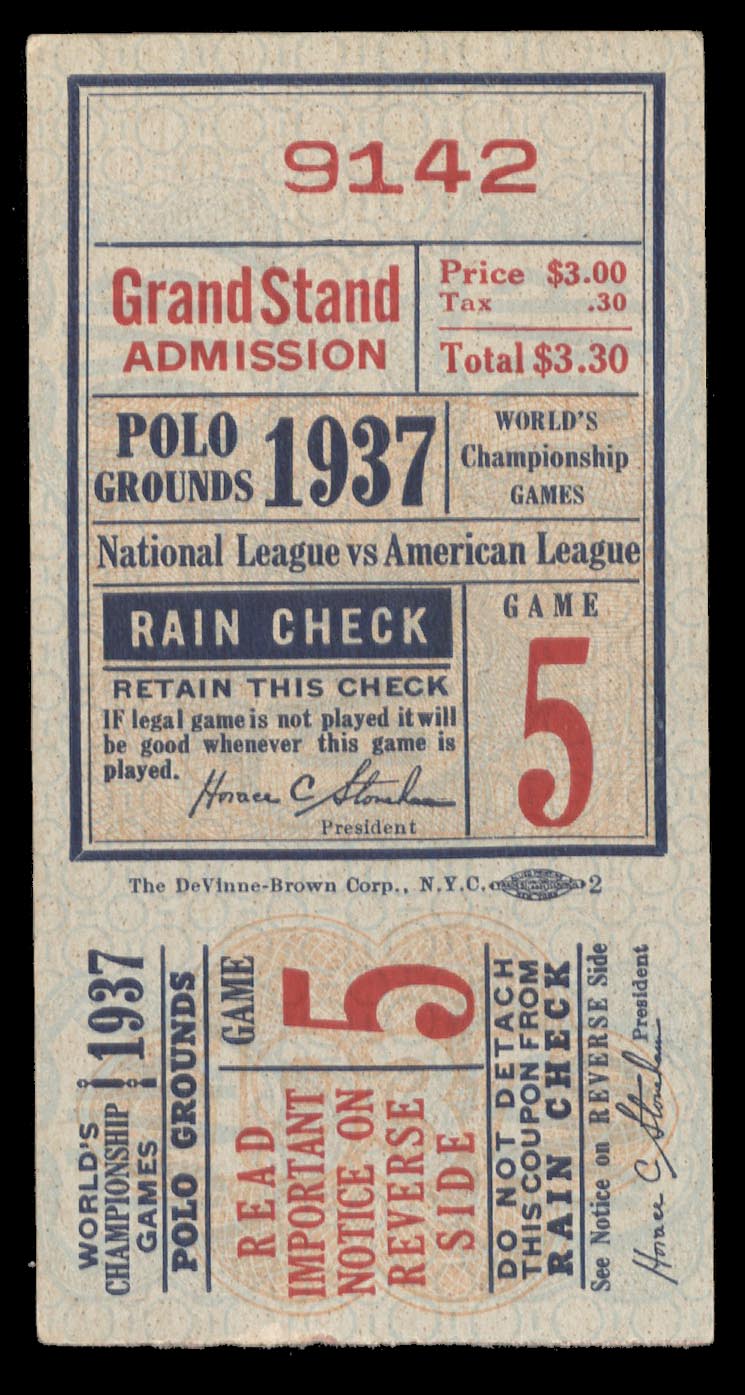 9142
Grand Stand
ADMISSION
Price $3.00
Tax .30
Total $3.30
POLO
GROUNDS
1937
WORLD'S
Championship
GAMES
National League vs American League
RAIN CHECK
RETAIN THIS CHECK
IF legal game is not played it will
be good whenever this game is
played.
Horace C Stoneham
President
GAME
5
The DeVinne-Brown Corp., N.Y.C. 2
WORLD'S
CHAMPIONSHIP
GAMES
1937
POLO GROUNDS
GAME
5
READ
IMPORTANT
NOTICE ON
REVERSE
SIDE
DO NOT DETACH
THIS COUPON FROM
RAIN CHECK
See Notice on REVERSE Side
Horace C Stoneham
President